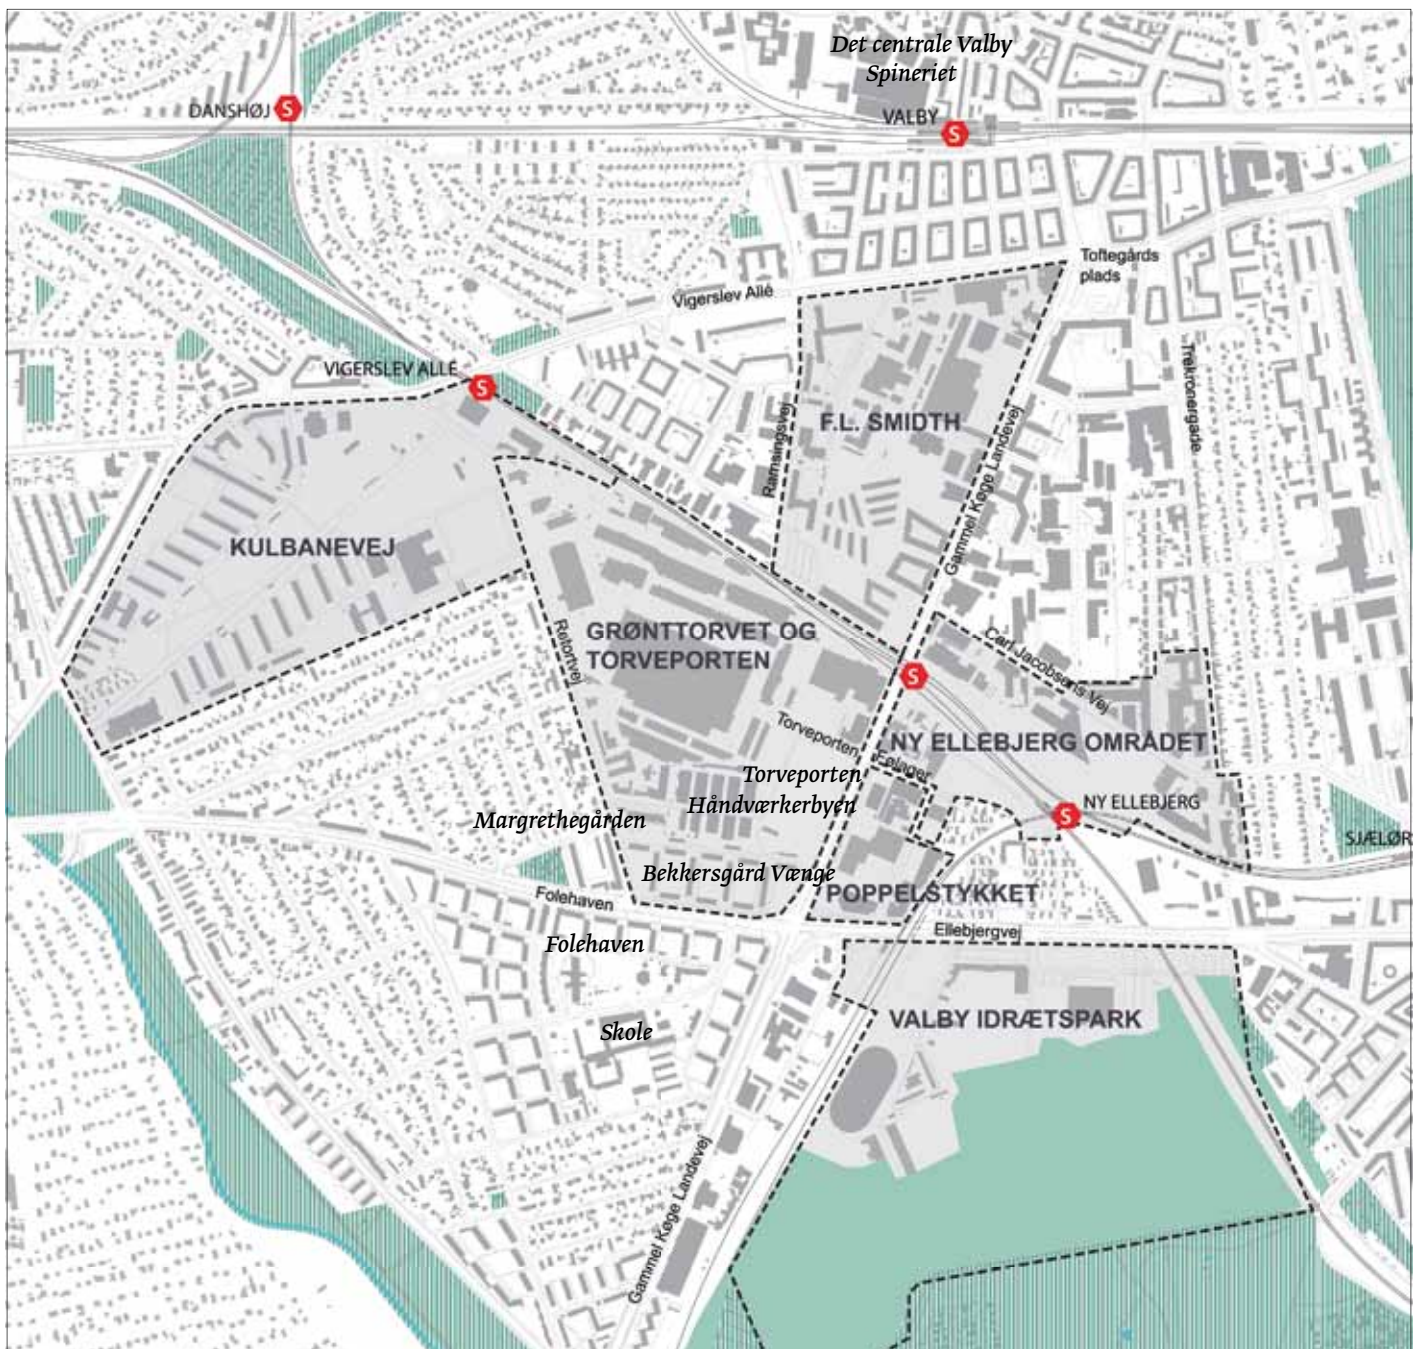 Det centrale Valby
Spineriet
DANSHØJ
S
VALBY
S
Toftegårds
plads
Vigerslev Allé
VIGERSLEV ALLÉ
S
Trekronergade
F.L. SMIDTH
Ramsingsvej
Gammel Køge Landevej
KULBANEVEJ
GRØNTTORVET OG
TORVEPORTEN
Retortvej
Carl Jacobsens Vej
S
Torveporten
NY ELLEBJERG OMRÅDET
Følager
Torveporten
Håndværkerbyen
NY ELLEBJERG
S
Margrethegården
SJÆLØR
Bekkersgård Vænge
POPPELSTYKKET
Folehaven
Ellebjergvej
Folehaven
VALBY IDRÆTSPARK
Skole
Gammel Køge Landevej